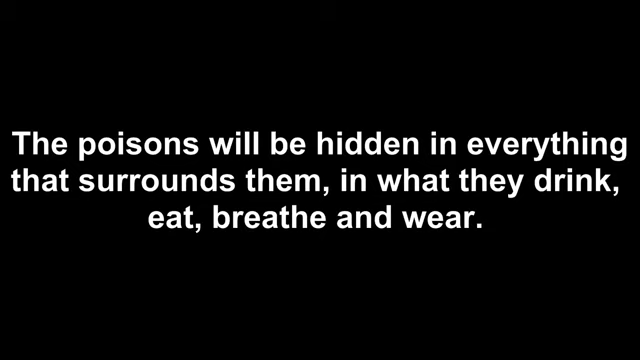 The poisons will be hidden in everything
that surrounds them, in what they drink,
eat, breathe and wear.